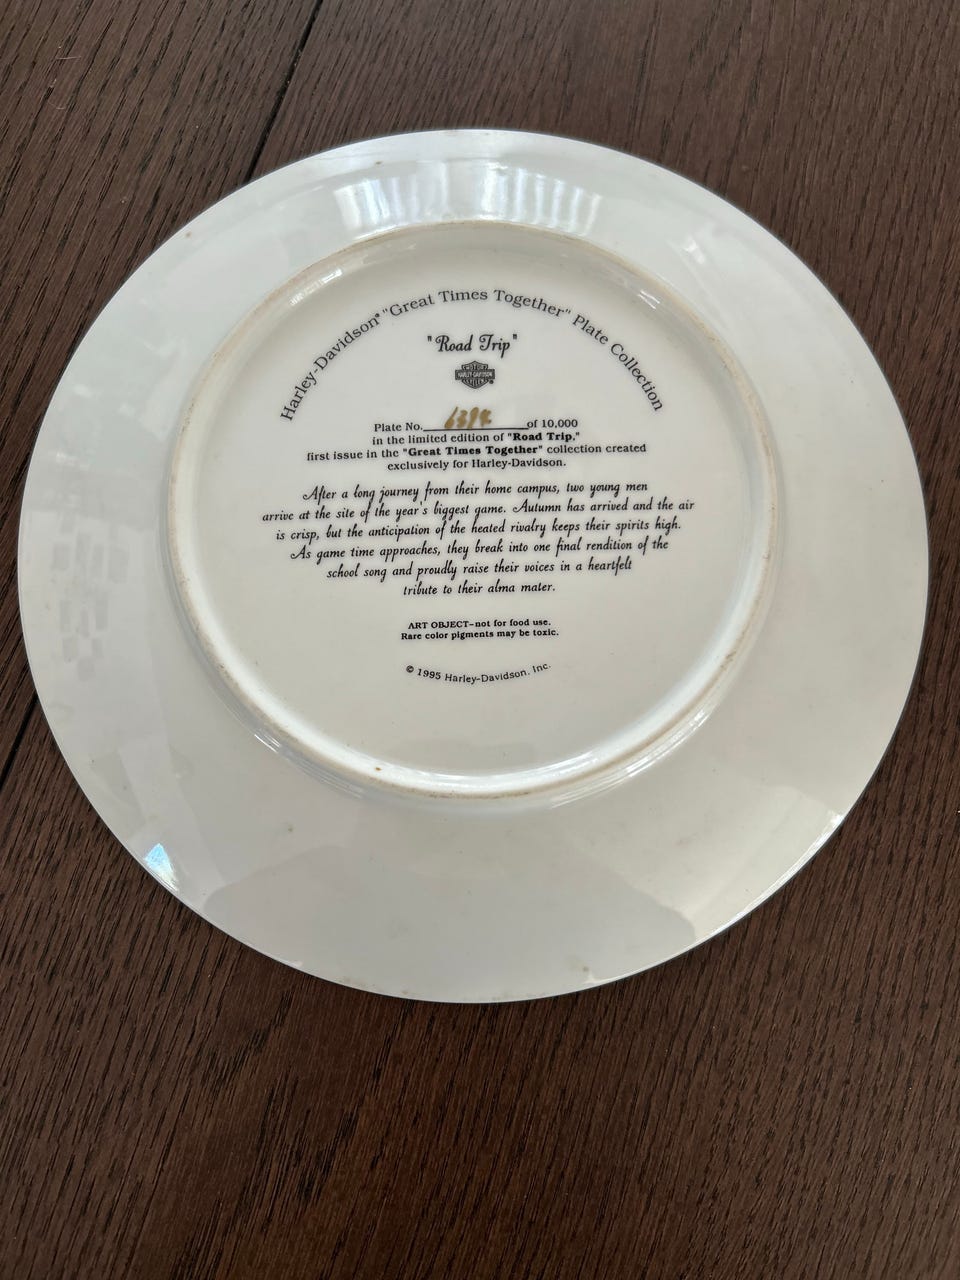 Harley-Davidson® "Great Times Together" Plate Collection
"Road Trip"
HARLEY-DAVIDSON
Plate No. 6394 of 10,000
in the limited edition of "Road Trip,"
first issue in the "Great Times Together" collection created
exclusively for Harley-Davidson.
After a long journey from their home campus, two young men
arrive at the site of the year's biggest game. Autumn has arrived and the air
is crisp, but the anticipation of the heated rivalry keeps their spirits high.
As game time approaches, they break into one final rendition of the
school song and proudly raise their voices in a heartfelt
tribute to their alma mater.
ART OBJECT–not for food use.
Rare color pigments may be toxic.
© 1995 Harley-Davidson, Inc.